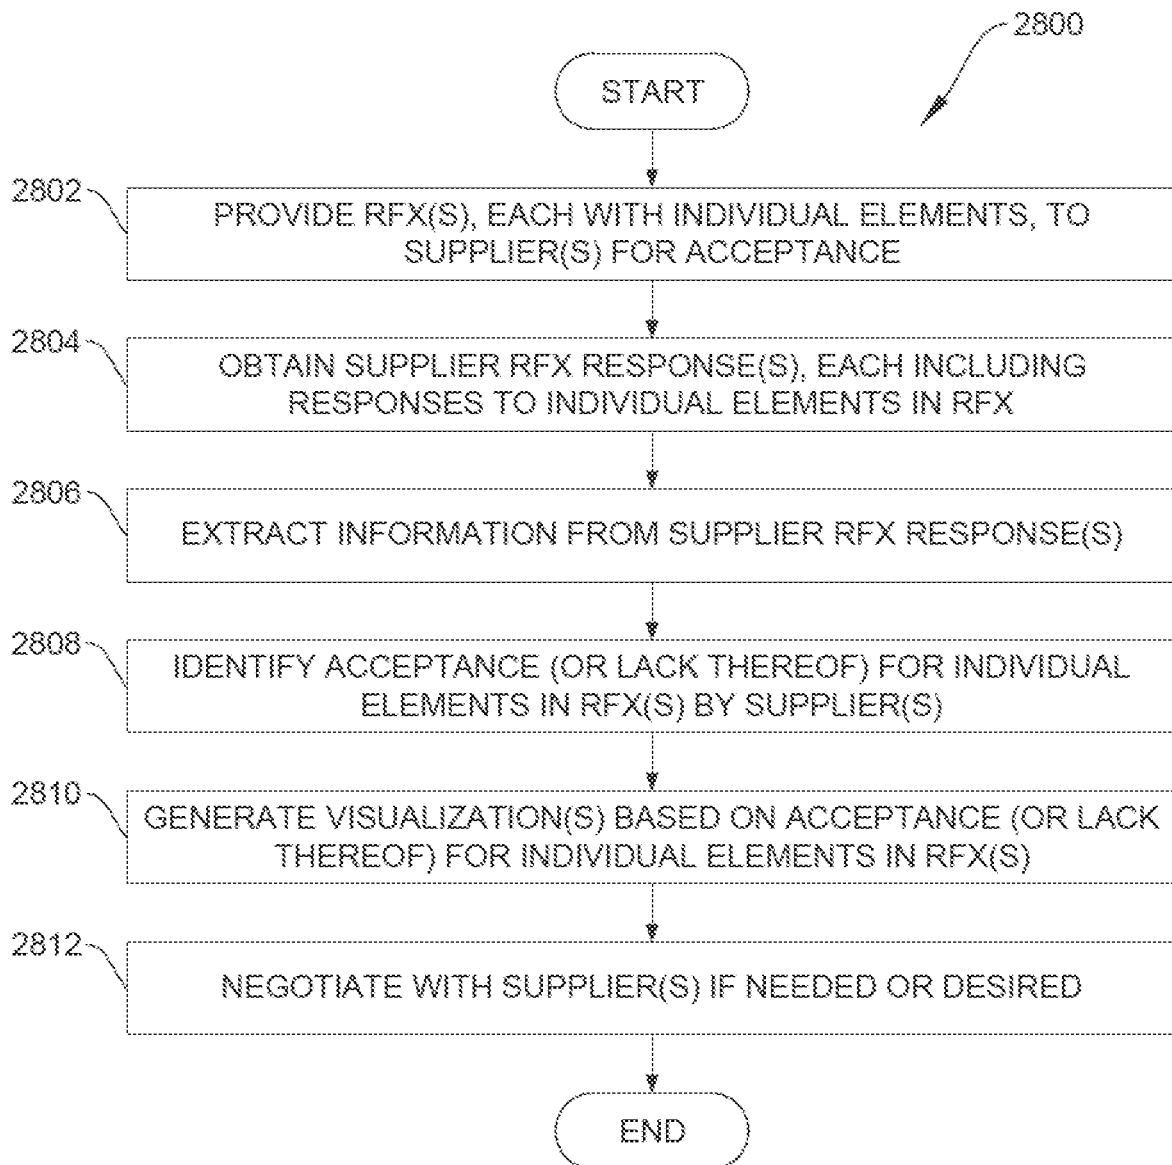 2800
START
2802
PROVIDE RFX(S), EACH WITH INDIVIDUAL ELEMENTS, TO
SUPPLIER(S) FOR ACCEPTANCE
2804
OBTAIN SUPPLIER RFX RESPONSE(S), EACH INCLUDING
RESPONSES TO INDIVIDUAL ELEMENTS IN RFX
2806
EXTRACT INFORMATION FROM SUPPLIER RFX RESPONSE(S)
2808
IDENTIFY ACCEPTANCE (OR LACK THEREOF) FOR INDIVIDUAL
ELEMENTS IN RFX(S) BY SUPPLIER(S)
2810
GENERATE VISUALIZATION(S) BASED ON ACCEPTANCE (OR LACK
THEREOF) FOR INDIVIDUAL ELEMENTS IN RFX(S)
2812
NEGOTIATE WITH SUPPLIER(S) IF NEEDED OR DESIRED
END